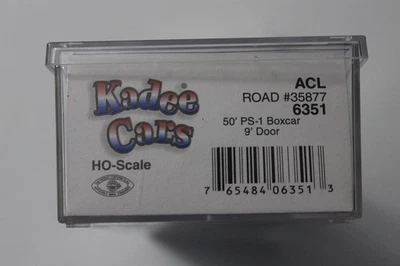 Kadee®
Cars
HO-Scale
ACL
ROAD #35877
6351
50' PS-1 Boxcar
9' Door
7 65484 06351 3